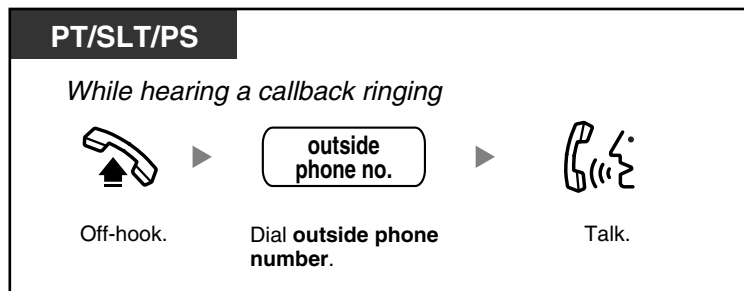 PT/SLT/PS
While hearing a callback ringing
outside
phone no.
Off-hook.
Dial outside phone
number.
Talk.